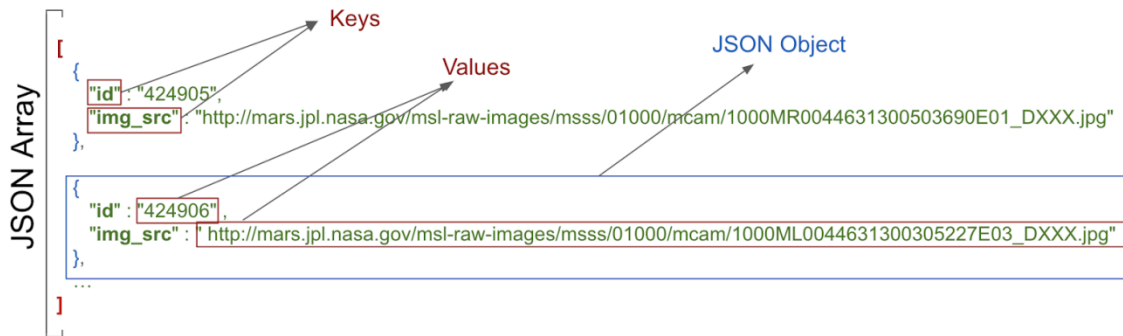 Keys
JSON Object
Values
JSON Array
[
{
"id" : "424905",
"img_src" : "http://mars.jpl.nasa.gov/msl-raw-images/msss/01000/mcam/1000MR0044631300503690E01_DXXX.jpg"
},
{
"id" : "424906" ,
"img_src" : " http://mars.jpl.nasa.gov/msl-raw-images/msss/01000/mcam/1000ML0044631300305227E03_DXXX.jpg"
},
...
]